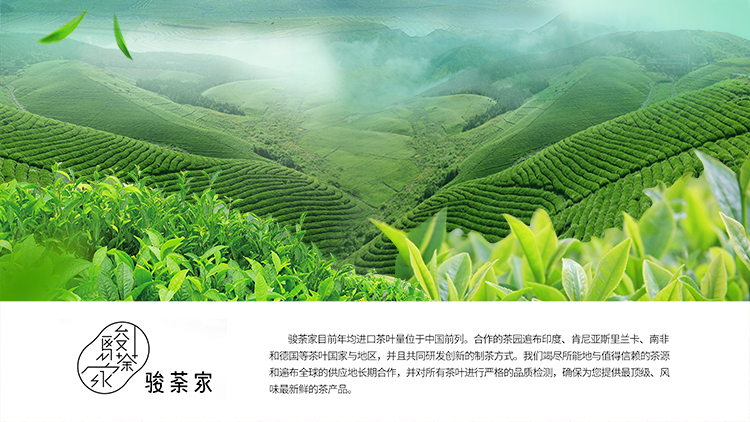 骏荼家
骏荼家
骏荼家目前年均进口茶叶量位于中国前列。合作的茶园遍布印度、肯尼亚斯里兰卡、南非
和德国等茶叶国家与地区，并且共同研发创新的制茶方式。我们竭尽所能地与值得信赖的茶源
和遍布全球的供应地长期合作，并对所有茶叶进行严格的品质检测，确保为您提供最顶级、风
味最新鲜的茶产品。